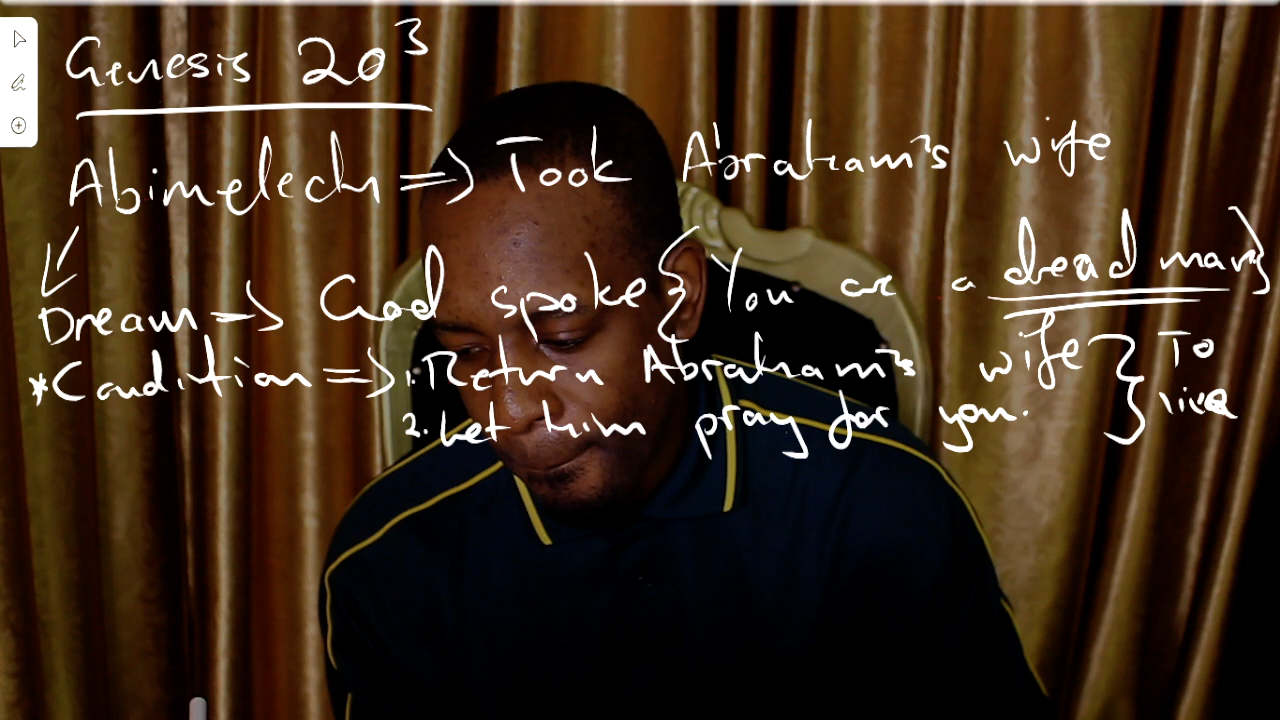 Genesis 20³
Abimelech => Took Abraham's wife
Dream => God spoke { You are a dead man }
*Condition => 1. Return Abraham's wife } To
2. Let him pray for you. } live